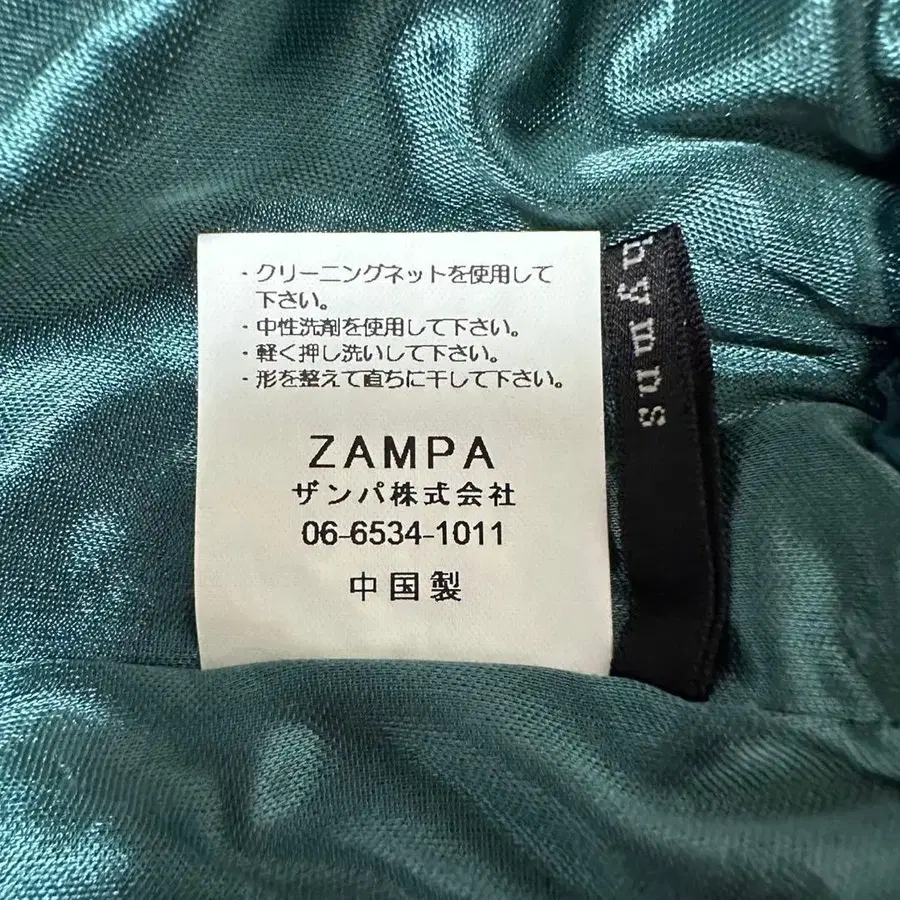 ・クリーニングネットを使用して
下さい。
・中性洗剤を使用して下さい。
・軽く押し洗いして下さい。
・形を整えて直ちに干して下さい。
ZAMPA
ザンパ株式会社
06-6534-1011
中国製
hymns